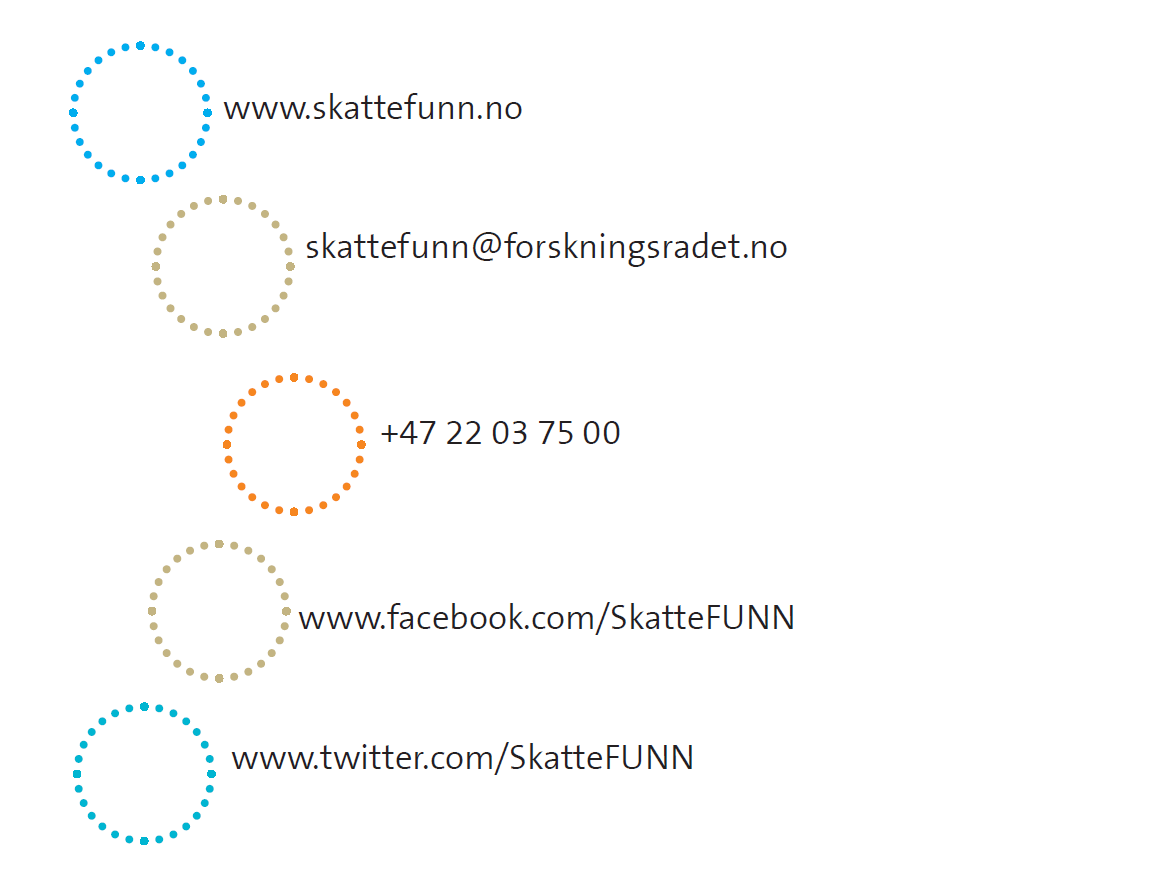 www.skattefunn.no
skattefunn@forskningsradet.no
+47 22 03 75 00
www.facebook.com/SkatteFUNN
www.twitter.com/SkatteFUNN